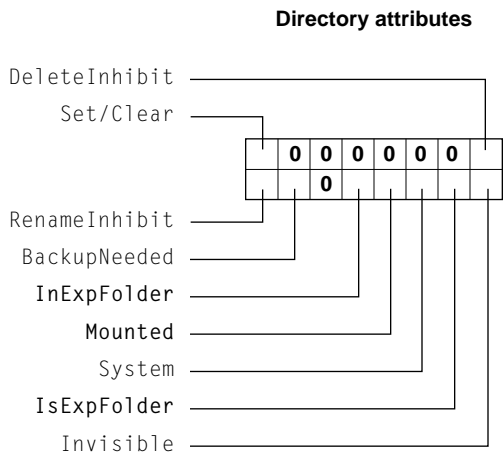 Directory attributes
DeleteInhibit
Set/Clear
0 0 0 0 0 0
0
RenameInhibit
BackupNeeded
InExpFolder
Mounted
System
IsExpFolder
Invisible